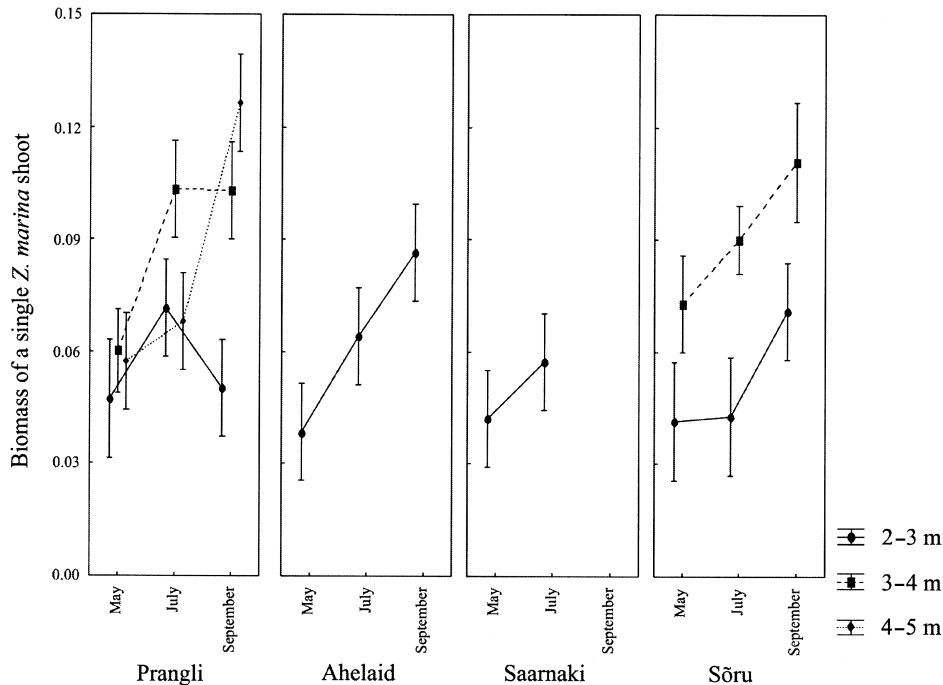 Biomass of a single Z. marina shoot
0.15
0.12
0.09
0.06
0.03
0.00
May
July
September
May
July
September
May
July
September
May
July
September
Prangli
Ahelaid
Saarnaki
Sõru
2–3 m
3–4 m
4–5 m